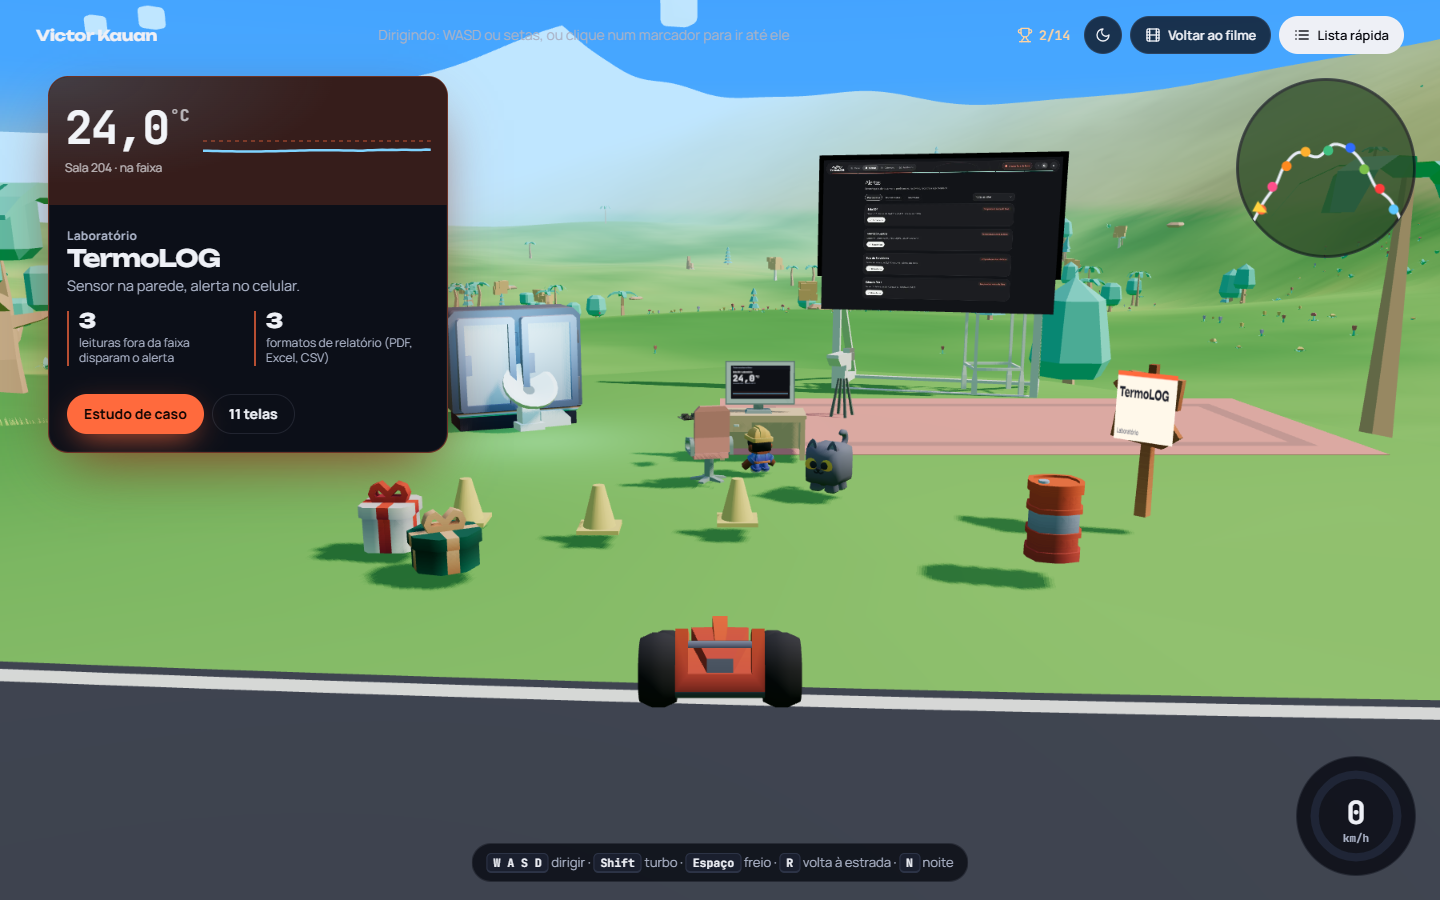 Victor Kauan
Dirigindo: WASD ou setas, ou clique num marcador para ir até ele
2/14
Voltar ao filme
Lista rápida
24,0°C
Sala 204 · na faixa
Laboratório
TermoLOG
Sensor na parede, alerta no celular.
3
leituras fora da faixa
disparam o alerta
3
formatos de relatório (PDF,
Excel, CSV)
Estudo de caso
11 telas
Alertas
24,0°C
TermoLOG
Laboratório
0
km/h
W A S D dirigir · Shift turbo · Espaço freio · R volta à estrada · N noite